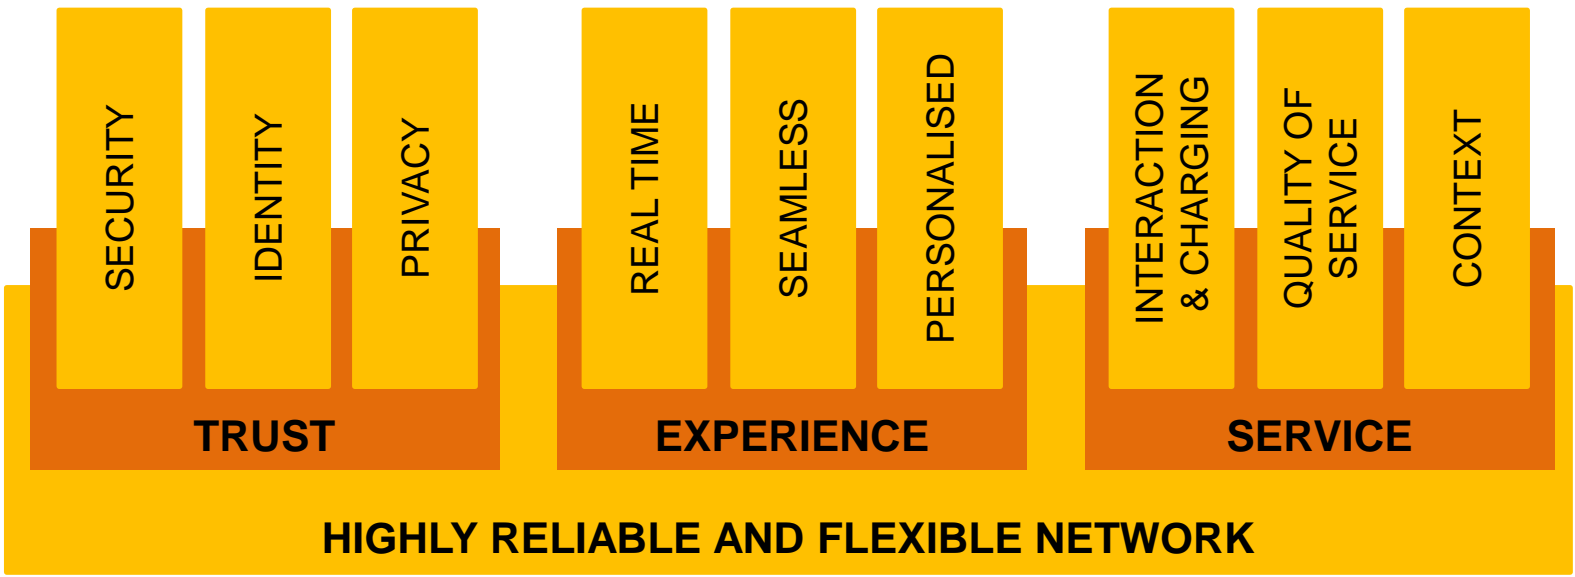 SECURITY
IDENTITY
PRIVACY
TRUST
REAL TIME
SEAMLESS
PERSONALISED
EXPERIENCE
INTERACTION
& CHARGING
QUALITY OF
SERVICE
CONTEXT
SERVICE
HIGHLY RELIABLE AND FLEXIBLE NETWORK